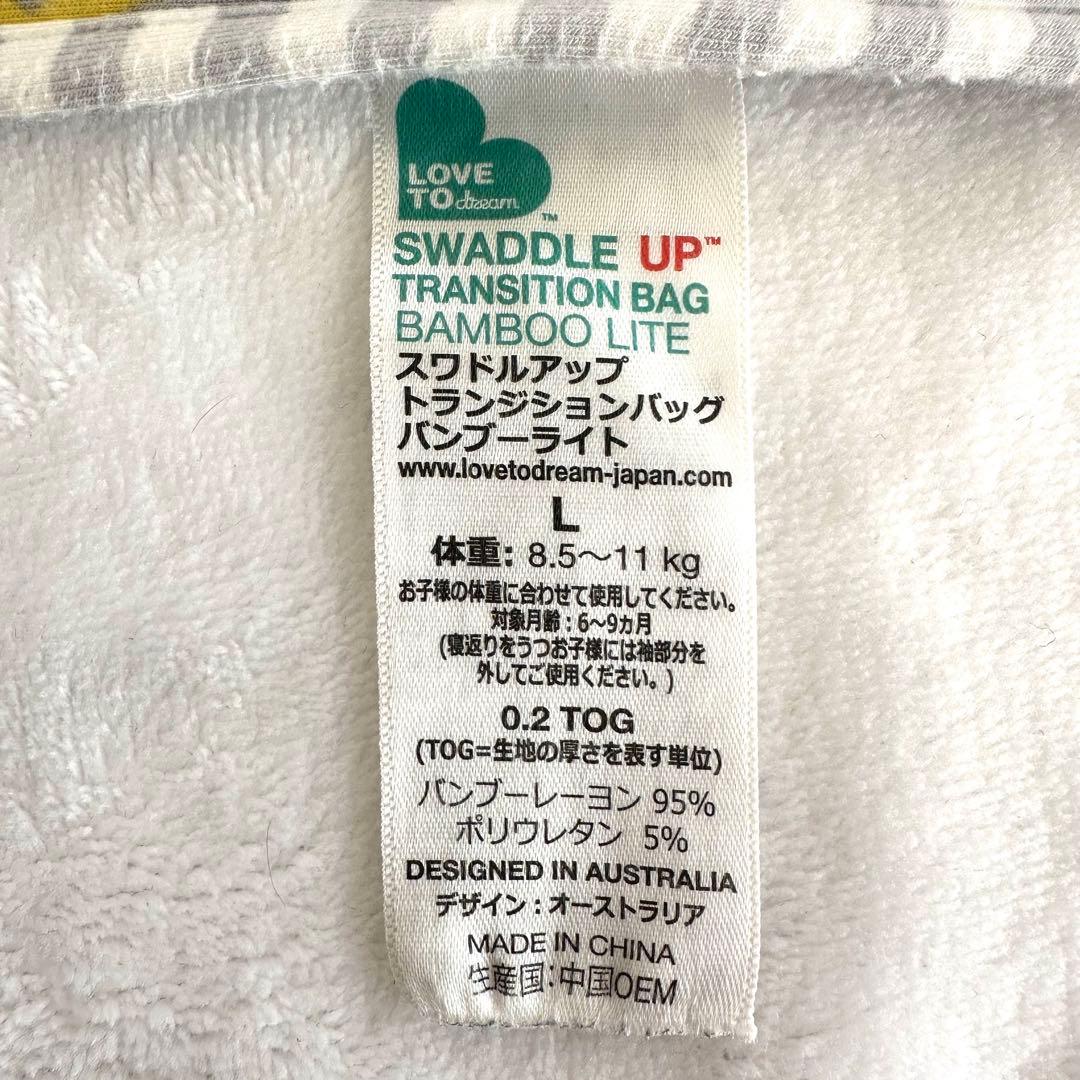 LOVE
TO dream™
SWADDLE UP™
TRANSITION BAG
BAMBOO LITE
スワドルアップ
トランジションバッグ
バンブーライト
www.lovetodream-japan.com
L
体重: 8.5〜11 kg
お子様の体重に合わせて使用してください。
対象月齢：6〜9ヵ月
(寝返りをうつお子様には袖部分を
外してご使用ください。)
0.2 TOG
(TOG=生地の厚さを表す単位)
バンブーレーヨン 95%
ポリウレタン 5%
DESIGNED IN AUSTRALIA
デザイン：オーストラリア
MADE IN CHINA
生産国:中国OEM